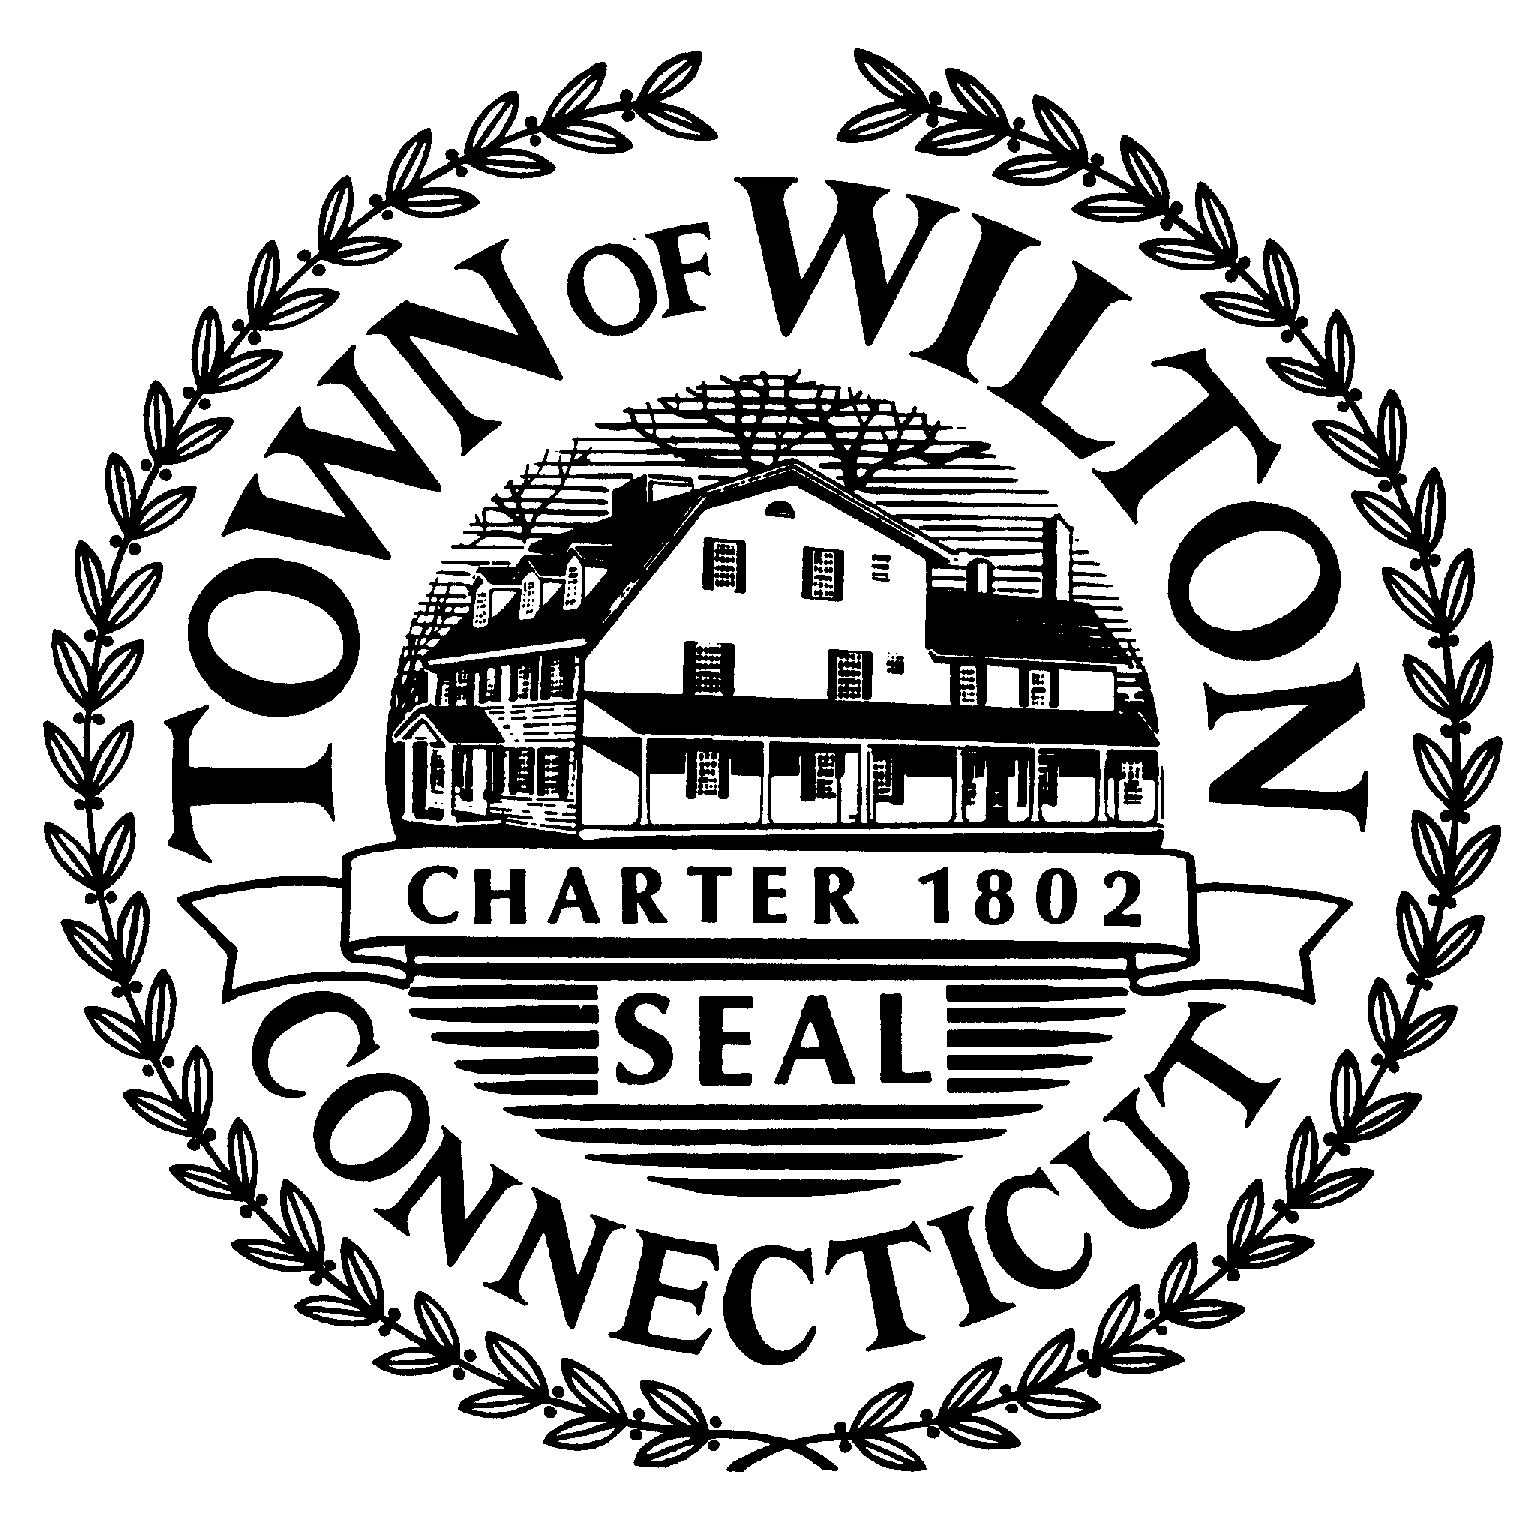 TOWN OF WILTON
CHARTER 1802
SEAL
CONNECTICUT